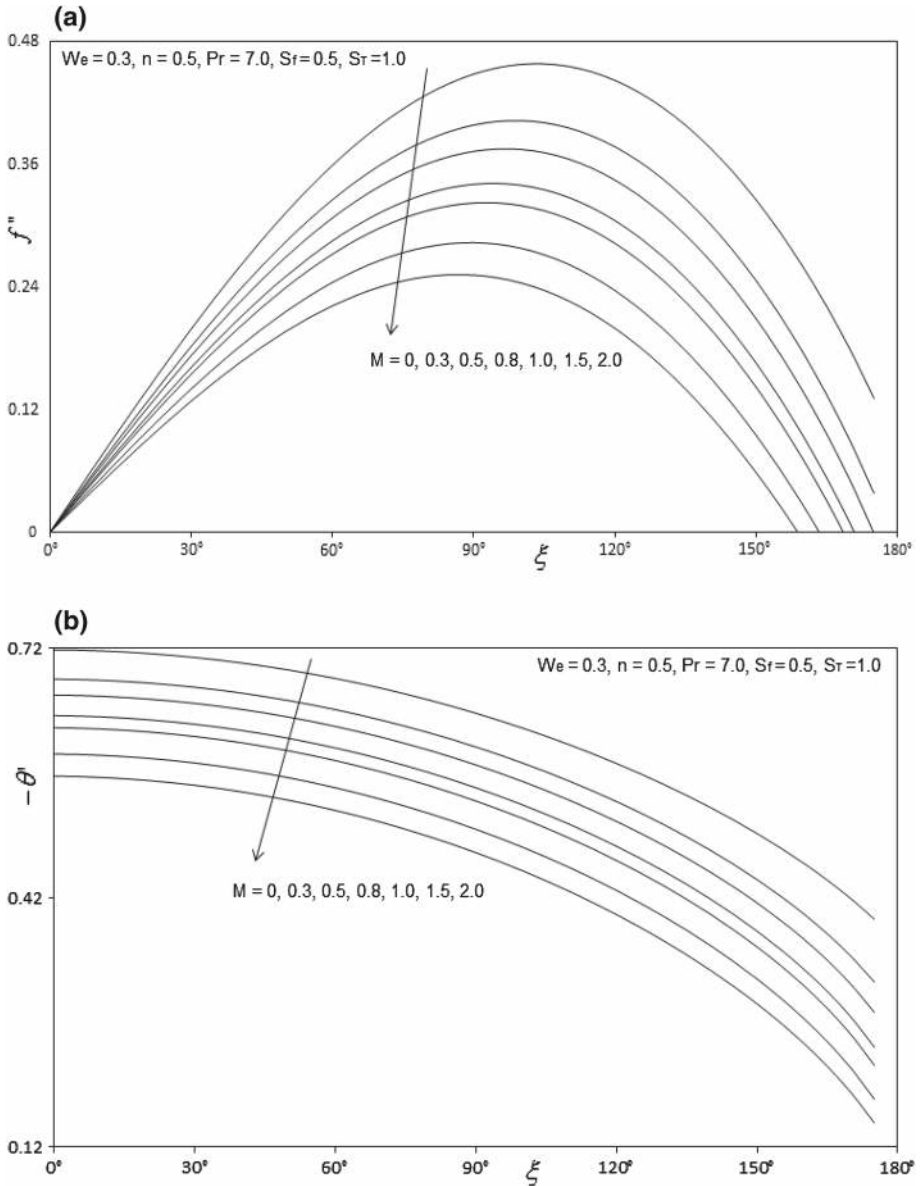 (a)
0.48
We = 0.3, n = 0.5, Pr = 7.0, Sf = 0.5, ST = 1.0
0.36
f''
0.24
M = 0, 0.3, 0.5, 0.8, 1.0, 1.5, 2.0
0.12
0
0° 30° 60° 90° 120° 150° 180°
ξ
(b)
0.72
We = 0.3, n = 0.5, Pr = 7.0, Sf = 0.5, ST = 1.0
-θ'
0.42
M = 0, 0.3, 0.5, 0.8, 1.0, 1.5, 2.0
0.12
0° 30° 60° 90° 120° 150° 180°
ξ